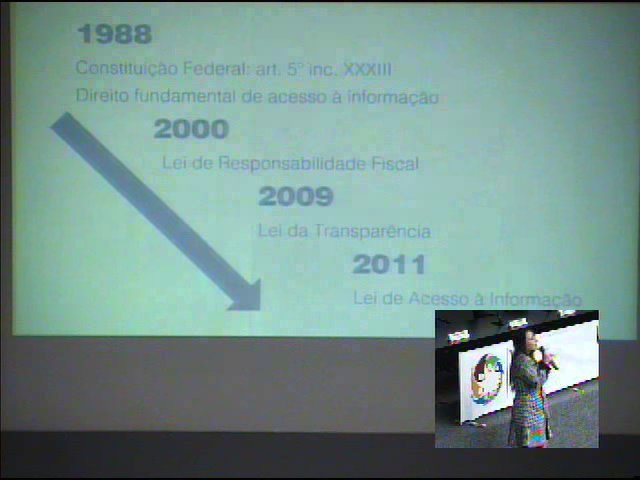 1988
Constituição Federal: art. 5º inc. XXXIII
Direito fundamental de acesso à informação
2000
Lei de Responsabilidade Fiscal
2009
Lei da Transparência
2011
Lei de Acesso à Informação